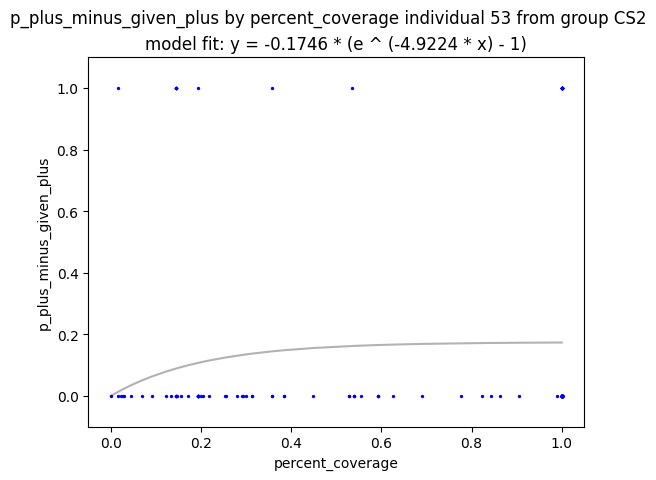 p_plus_minus_given_plus by percent_coverage individual 53 from group CS2
model fit: y = -0.1746 * (e ^ (-4.9224 * x) - 1)
1.0
0.8
0.6
0.4
0.2
0.0
p_plus_minus_given_plus
0.0 0.2 0.4 0.6 0.8 1.0
percent_coverage